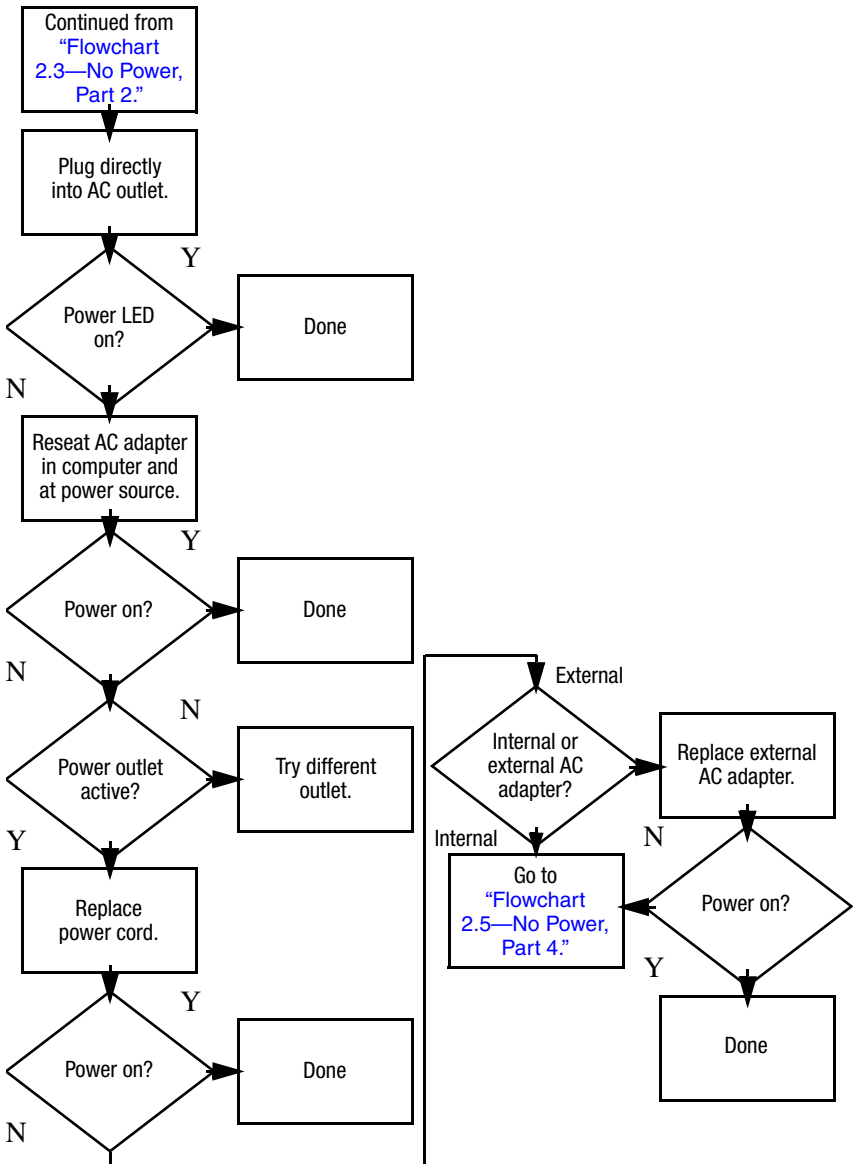 Continued from
“Flowchart
2.3—No Power,
Part 2.”
Plug directly
into AC outlet.
Y
Power LED
on?
Done
N
Reseat AC adapter
in computer and
at power source.
Y
Power on?
Done
N
N
Power outlet
active?
Try different
outlet.
Y
Replace
power cord.
Y
Power on?
Done
N
External
Internal or
external AC
adapter?
Replace external
AC adapter.
Internal
N
Go to
“Flowchart
2.5—No Power,
Part 4.”
Power on?
Y
Done